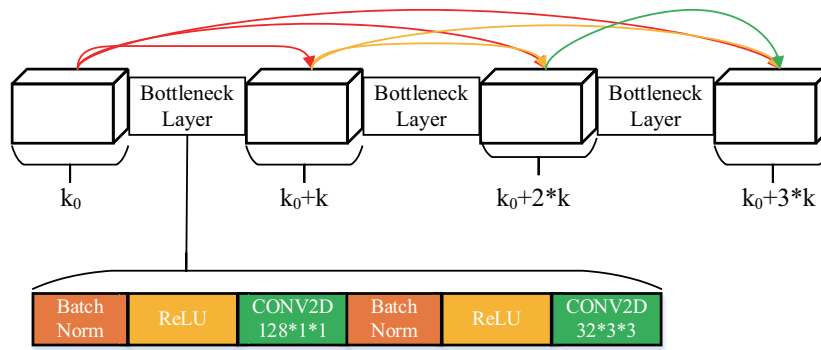 Bottleneck
Layer
Bottleneck
Layer
Bottleneck
Layer
k₀
k₀+k
k₀+2*k
k₀+3*k
Batch
Norm
ReLU
CONV2D
128*1*1
Batch
Norm
ReLU
CONV2D
32*3*3